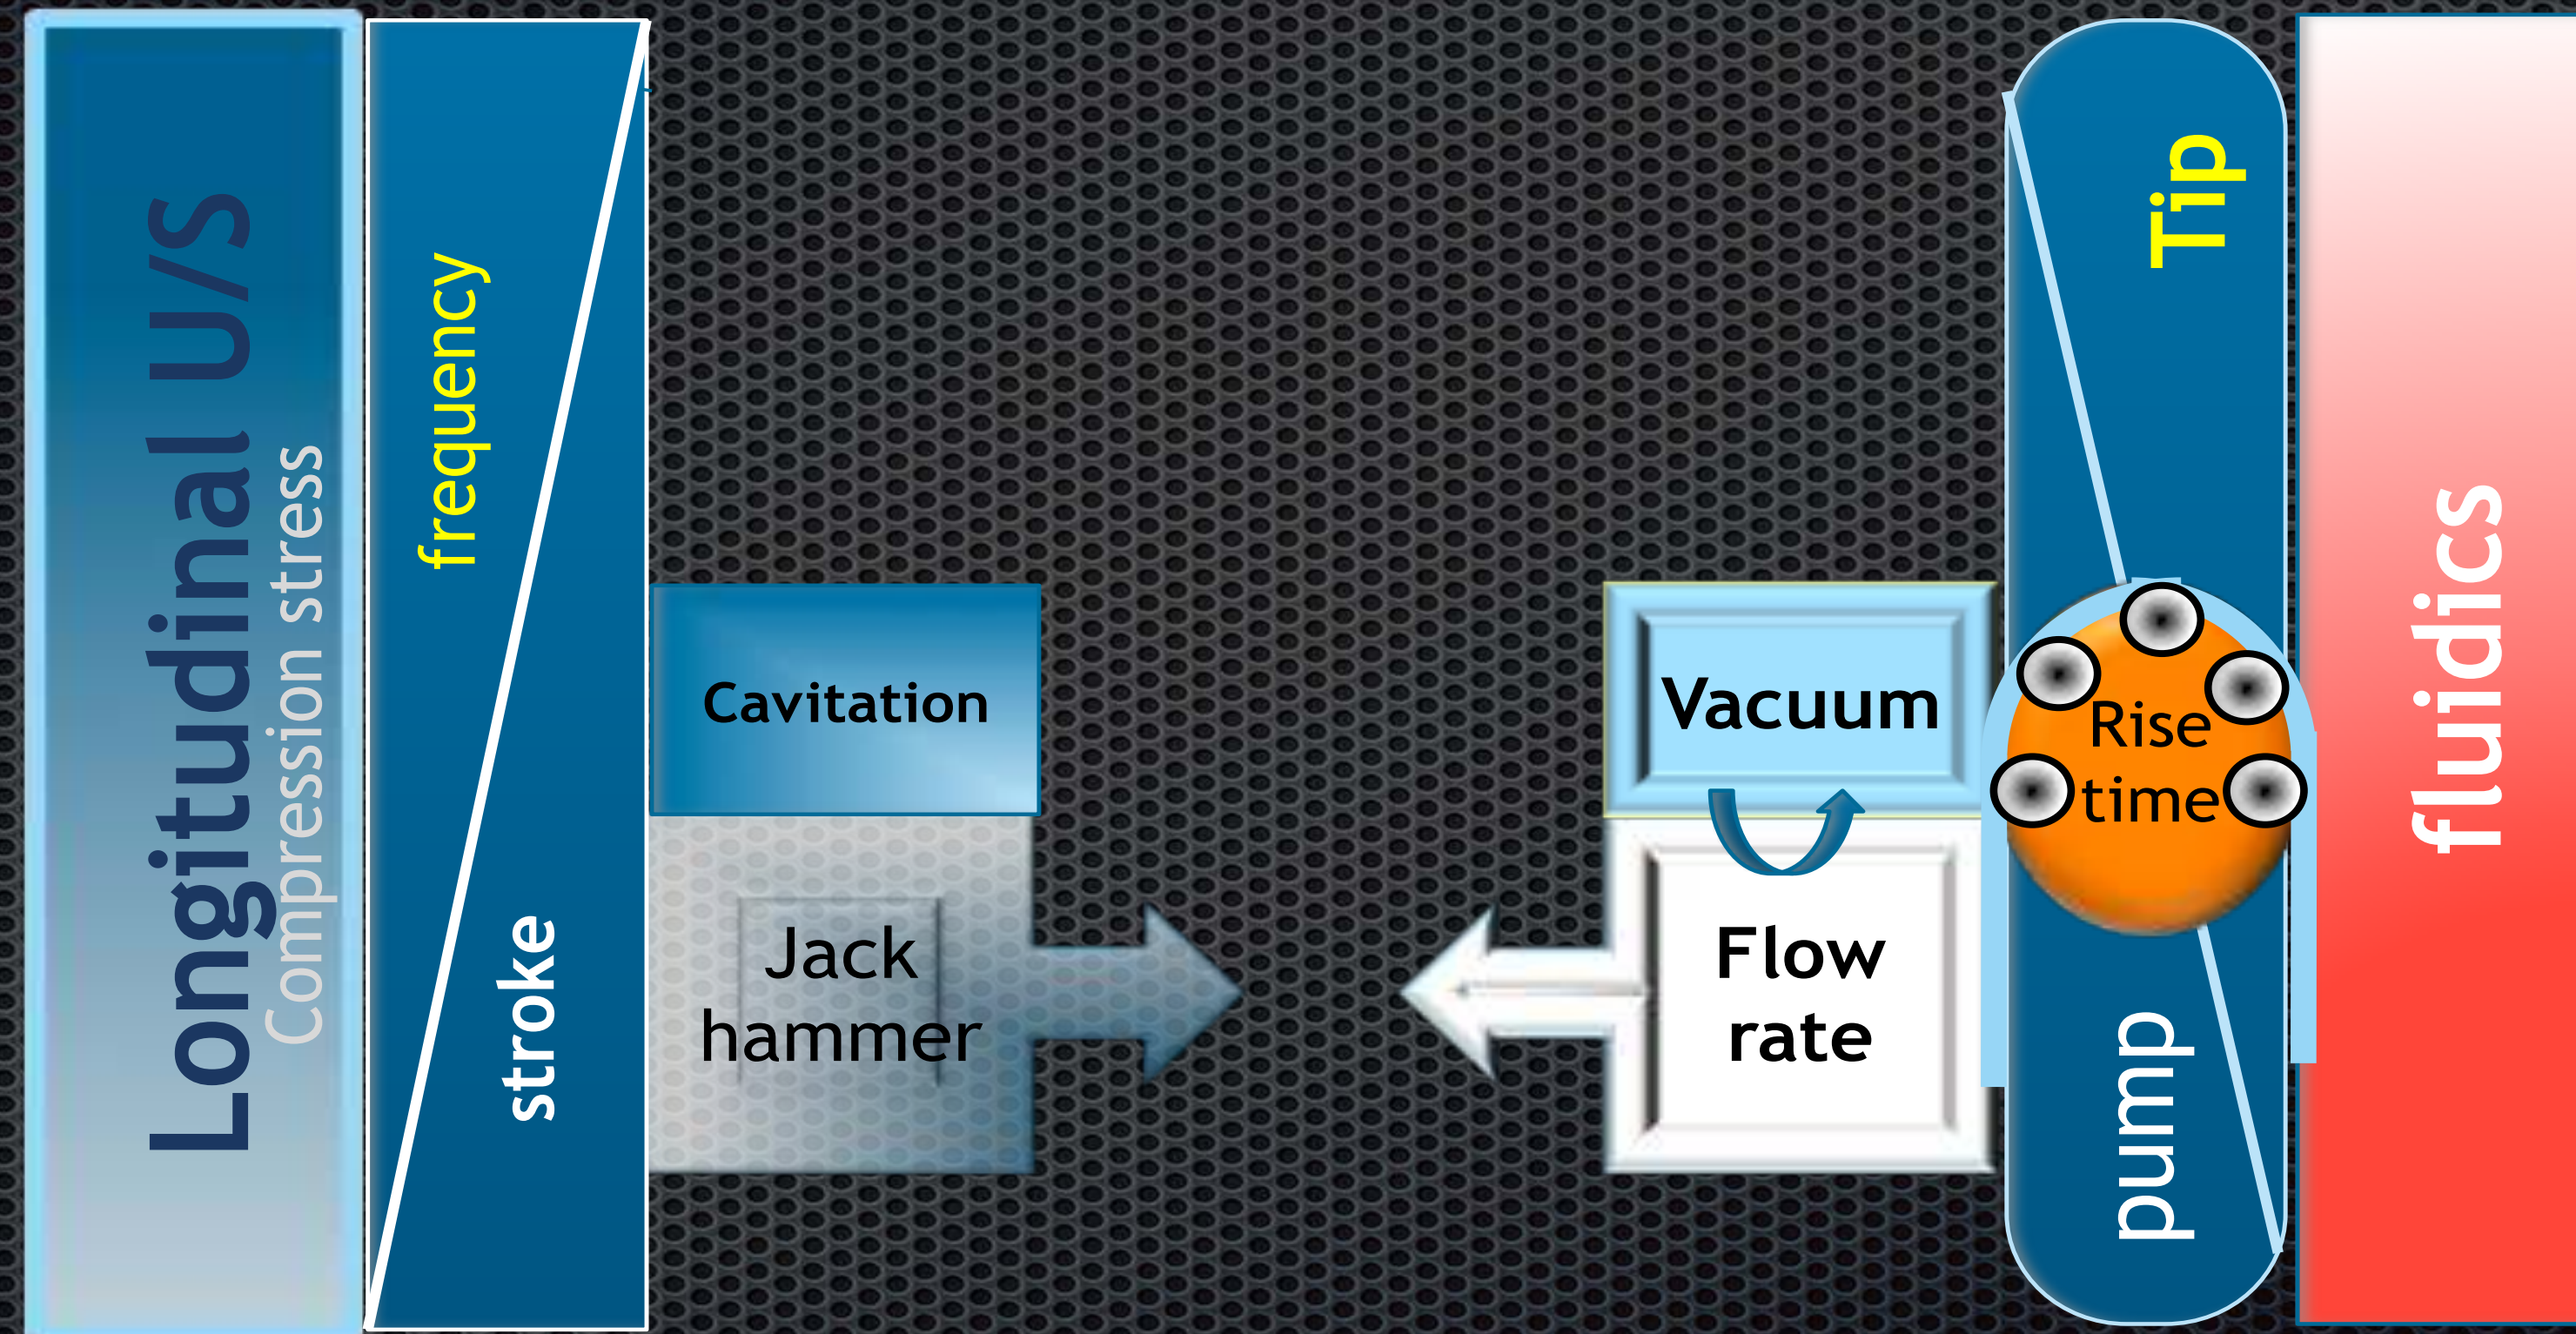 Longitudinal U/S
Compression stress
frequency
stroke
Cavitation
Jack
hammer
Vacuum
Flow
rate
Tip
Rise
time
pump
fluidics